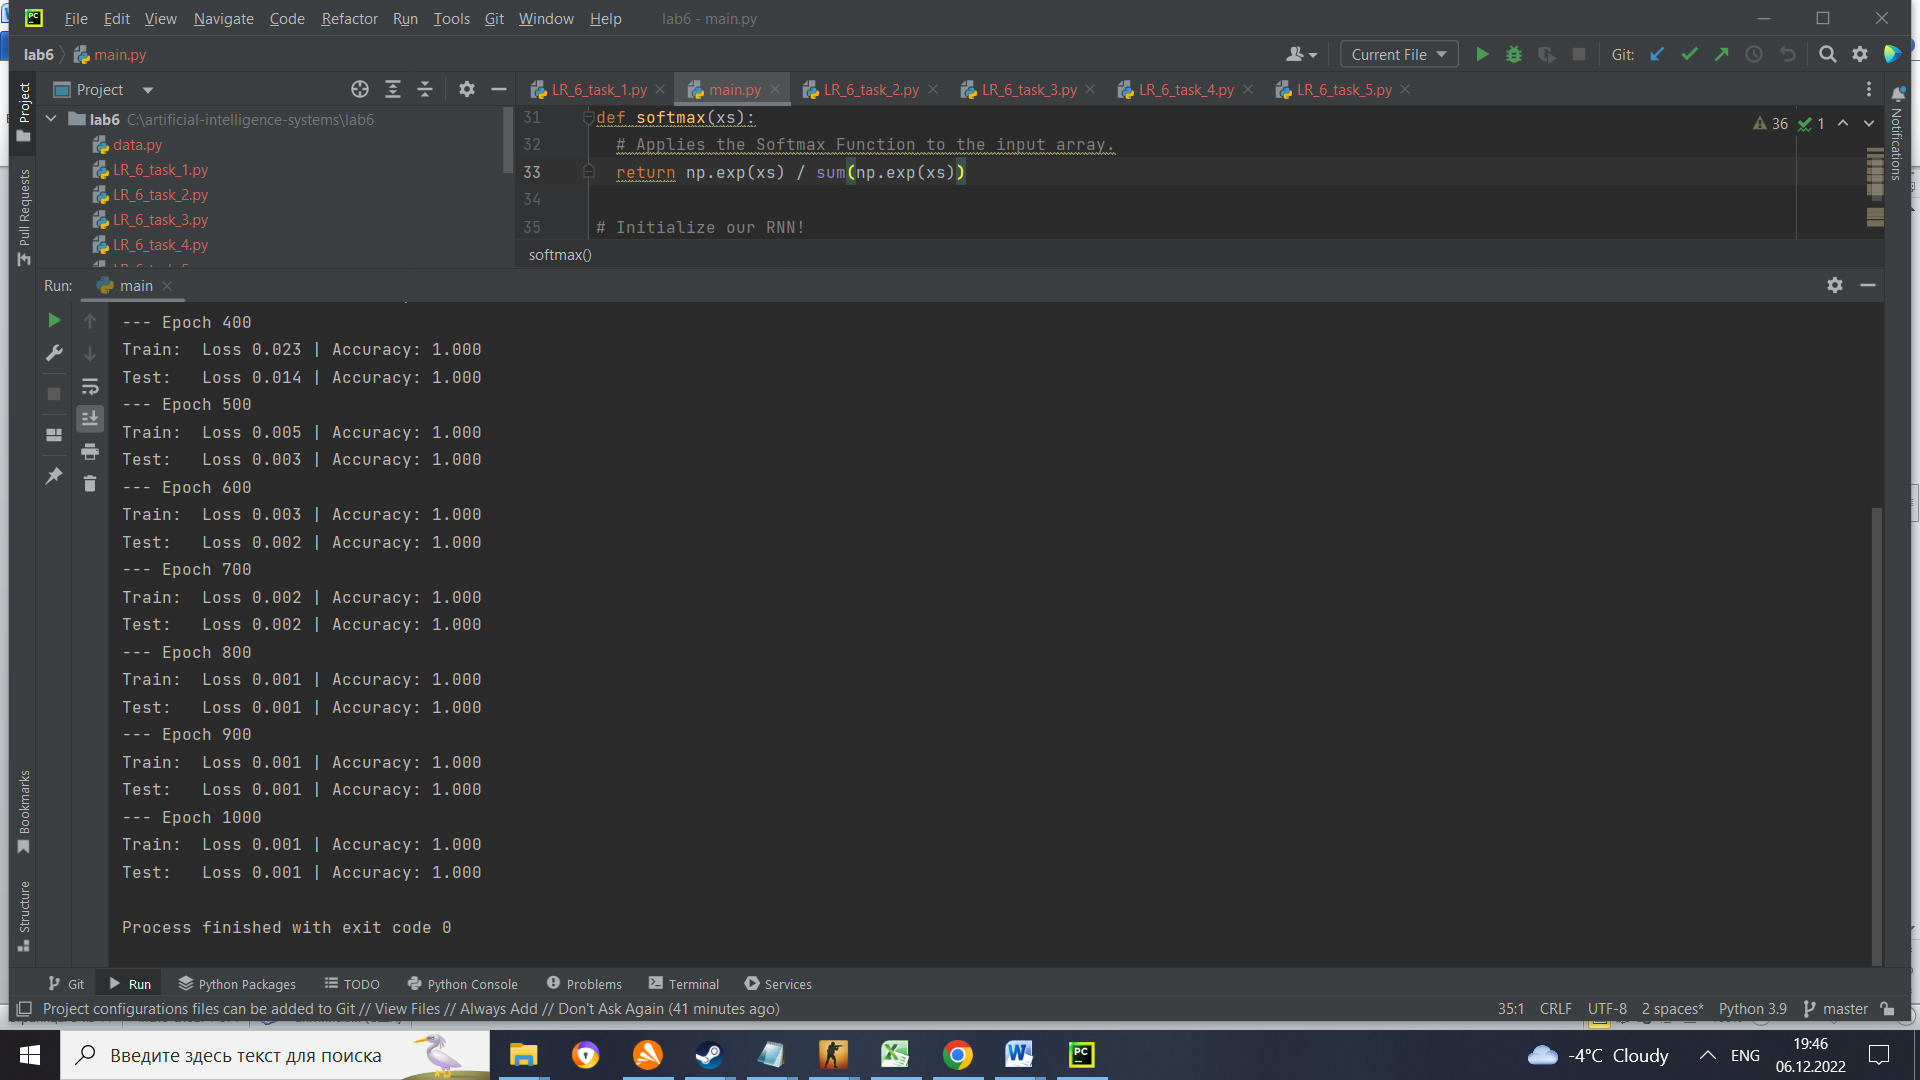 File Edit View Navigate Code Refactor Run Tools Git Window Help lab6 - main.py
lab6 main.py Current File Git:
Project
LR_6_task_1.py main.py LR_6_task_2.py LR_6_task_3.py LR_6_task_4.py LR_6_task_5.py
lab6 C:\artificial-intelligence-systems\lab6
data.py
LR_6_task_1.py
LR_6_task_2.py
LR_6_task_3.py
LR_6_task_4.py
31 def softmax(xs):
32 # Applies the Softmax Function to the input array.
33 return np.exp(xs) / sum(np.exp(xs))
34
35 # Initialize our RNN!
36 1
softmax()
Project
Pull Requests
Bookmarks
Structure
Notifications
Run: main
--- Epoch 400
Train: Loss 0.023 | Accuracy: 1.000
Test: Loss 0.014 | Accuracy: 1.000
--- Epoch 500
Train: Loss 0.005 | Accuracy: 1.000
Test: Loss 0.003 | Accuracy: 1.000
--- Epoch 600
Train: Loss 0.003 | Accuracy: 1.000
Test: Loss 0.002 | Accuracy: 1.000
--- Epoch 700
Train: Loss 0.002 | Accuracy: 1.000
Test: Loss 0.002 | Accuracy: 1.000
--- Epoch 800
Train: Loss 0.001 | Accuracy: 1.000
Test: Loss 0.001 | Accuracy: 1.000
--- Epoch 900
Train: Loss 0.001 | Accuracy: 1.000
Test: Loss 0.001 | Accuracy: 1.000
--- Epoch 1000
Train: Loss 0.001 | Accuracy: 1.000
Test: Loss 0.001 | Accuracy: 1.000
Process finished with exit code 0
Git Run Python Packages TODO Python Console Problems Terminal Services
Project configurations files can be added to Git // View Files // Always Add // Don't Ask Again (41 minutes ago) 35:1 CRLF UTF-8 2 spaces* Python 3.9 master
Введите здесь текст для поиска
-4°C Cloudy ENG
19:46
06.12.2022